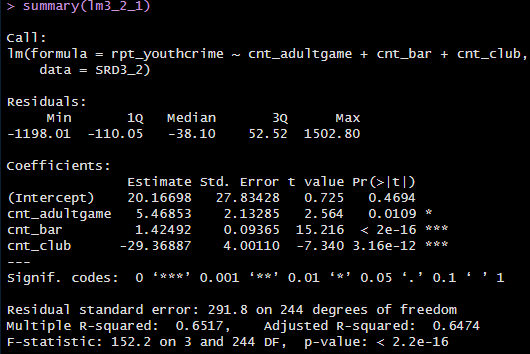 > summary(lm3_2_1)
Call:
lm(formula = rpt_youthcrime ~ cnt_adultgame + cnt_bar + cnt_club,
    data = SRD3_2)
Residuals:
     Min       1Q   Median       3Q      Max
-1198.01  -110.05   -38.10    52.52  1502.80
Coefficients:
               Estimate Std. Error t value Pr(>|t|)
(Intercept)    20.16698   27.83428   0.725   0.4694
cnt_adultgame   5.46853    2.13285   2.564   0.0109 *
cnt_bar         1.42492    0.09365  15.216  < 2e-16 ***
cnt_club      -29.36887    4.00110  -7.340 3.16e-12 ***
---
Signif. codes:  0 ‘***’ 0.001 ‘**’ 0.01 ‘*’ 0.05 ‘.’ 0.1 ‘ ’ 1
Residual standard error: 291.8 on 244 degrees of freedom
Multiple R-squared:  0.6517,    Adjusted R-squared:  0.6474
F-statistic: 152.2 on 3 and 244 DF,  p-value: < 2.2e-16